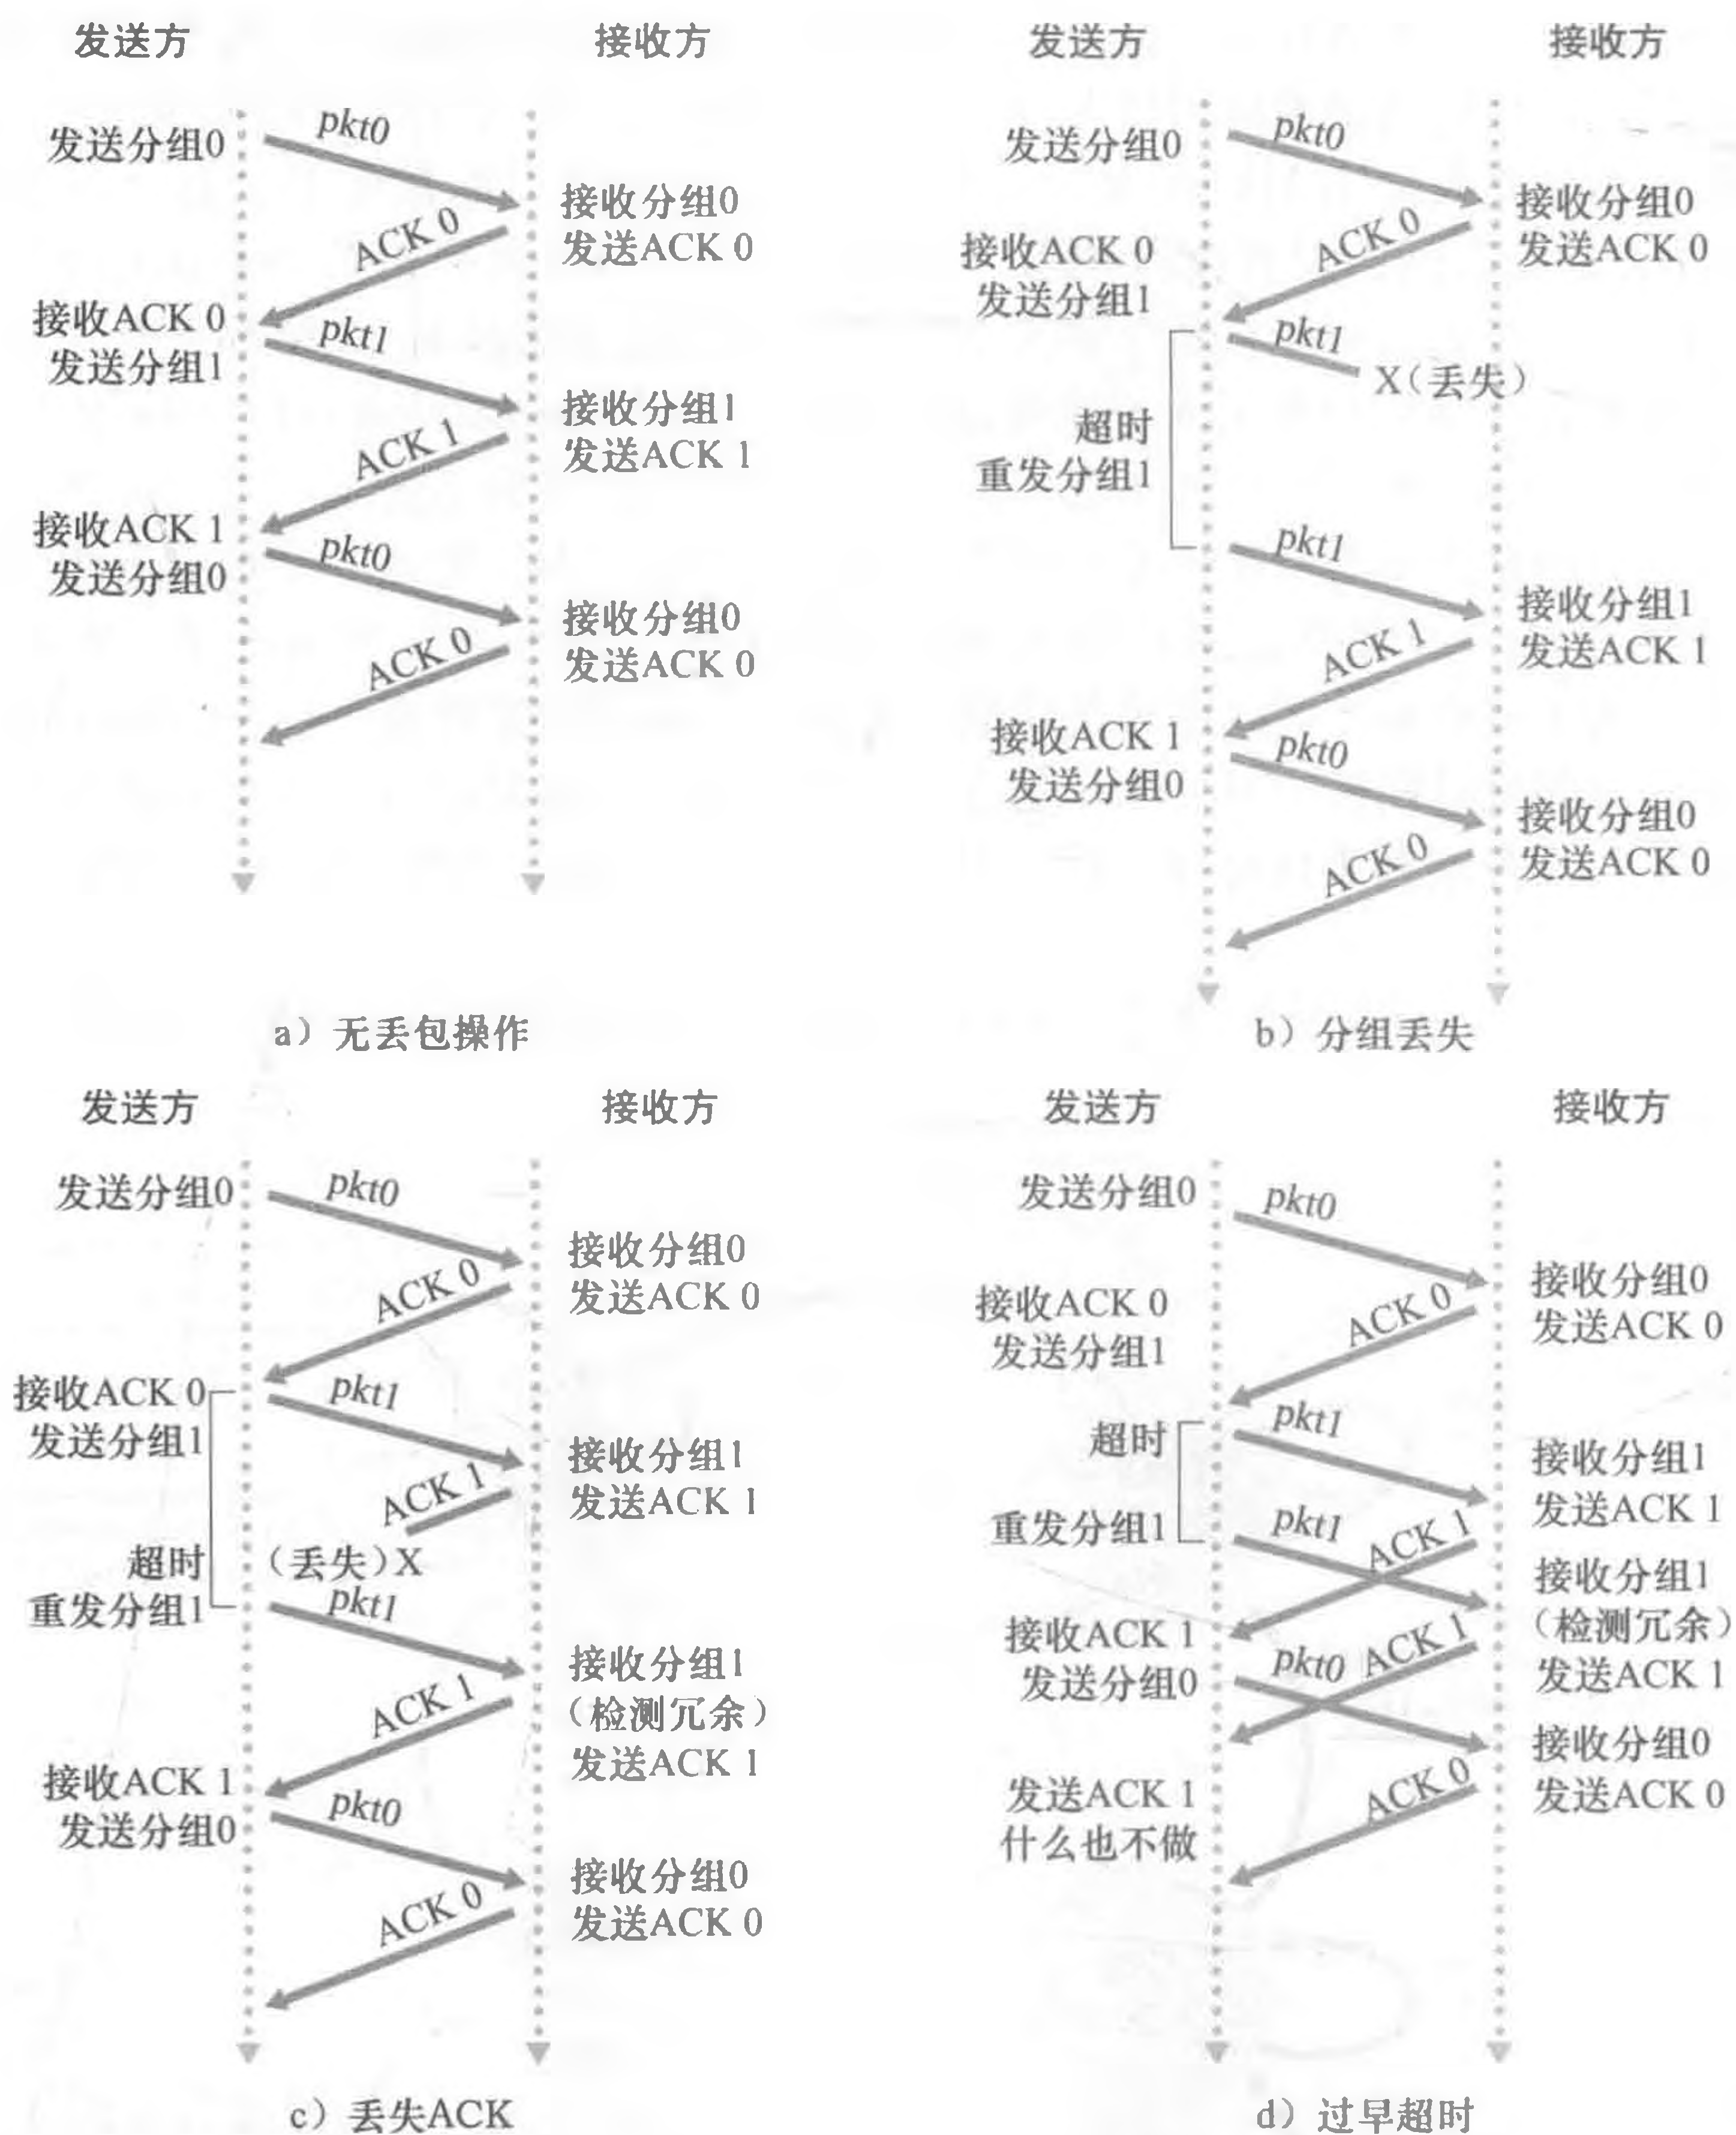 发送方
接收方
发送分组0
pkt0
接收分组0
发送ACK 0
ACK 0
接收ACK 0
发送分组1
pkt1
接收分组1
发送ACK 1
ACK 1
接收ACK 1
发送分组0
pkt0
接收分组0
发送ACK 0
ACK 0
a）无丢包操作
发送方
接收方
发送分组0
pkt0
接收分组0
发送ACK 0
ACK 0
接收ACK 0
发送分组1
pkt1
X（丢失）
超时
重发分组1
pkt1
接收分组1
发送ACK 1
ACK 1
接收ACK 1
发送分组0
pkt0
接收分组0
发送ACK 0
ACK 0
b）分组丢失
发送方
接收方
发送分组0
pkt0
接收分组0
发送ACK 0
ACK 0
接收ACK 0
发送分组1
pkt1
接收分组1
发送ACK 1
ACK 1
（丢失）X
超时
重发分组1
pkt1
接收分组1
（检测冗余）
发送ACK 1
ACK 1
接收ACK 1
发送分组0
pkt0
接收分组0
发送ACK 0
ACK 0
c）丢失ACK
发送方
接收方
发送分组0
pkt0
接收分组0
发送ACK 0
ACK 0
接收ACK 0
发送分组1
pkt1
超时
接收分组1
发送ACK 1
ACK 1
重发分组1
pkt1
接收分组1
（检测冗余）
发送ACK 1
ACK 1
接收ACK 1
发送分组0
pkt0
接收分组0
发送ACK 0
ACK 0
发送ACK 1
什么也不做
d）过早超时